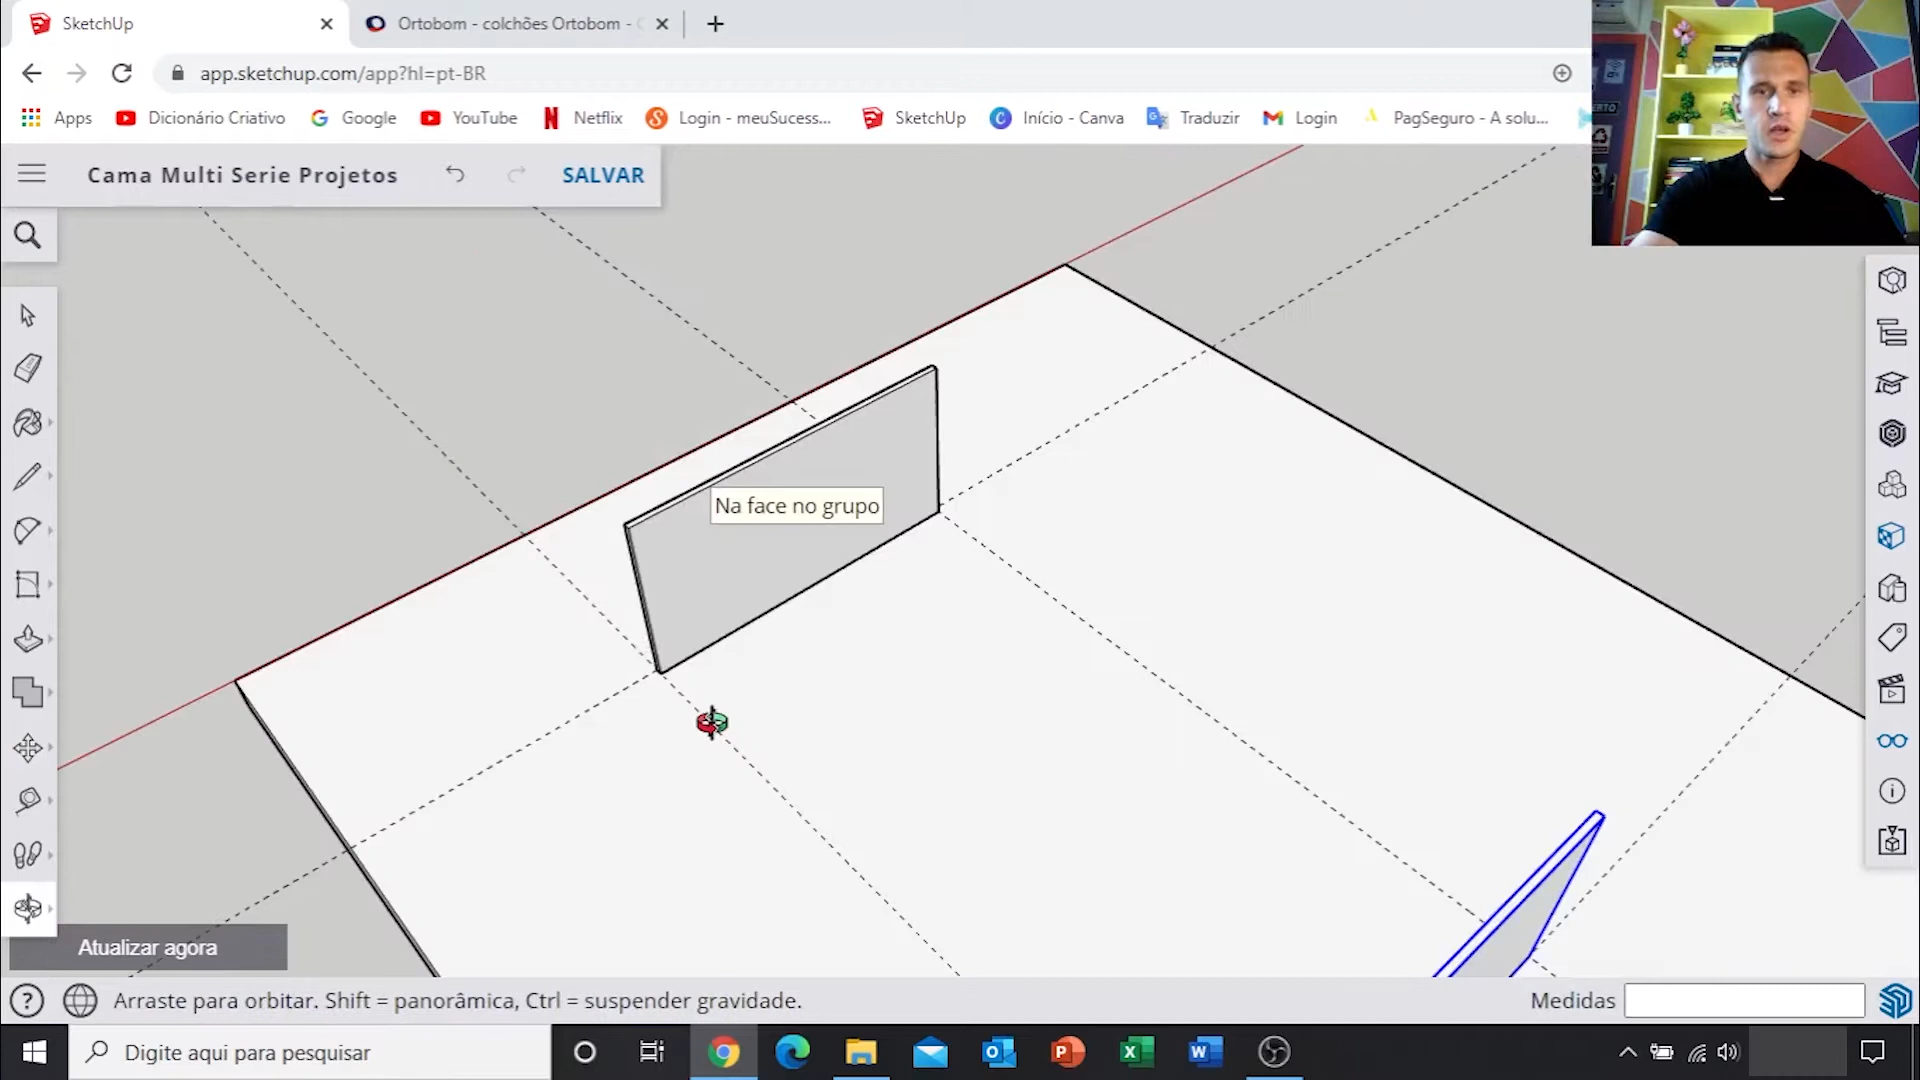 SketchUp
Ortobom - colchões Ortobom -
app.sketchup.com/app?hl=pt-BR
Apps
Dicionário Criativo
Google
YouTube
Netflix
Login - meuSucess...
SketchUp
Início - Canva
Traduzir
Login
PagSeguro - A solu...
Cama Multi Serie Projetos
SALVAR
Na face no grupo
Atualizar agora
Arraste para orbitar. Shift = panorâmica, Ctrl = suspender gravidade.
Medidas
Digite aqui para pesquisar